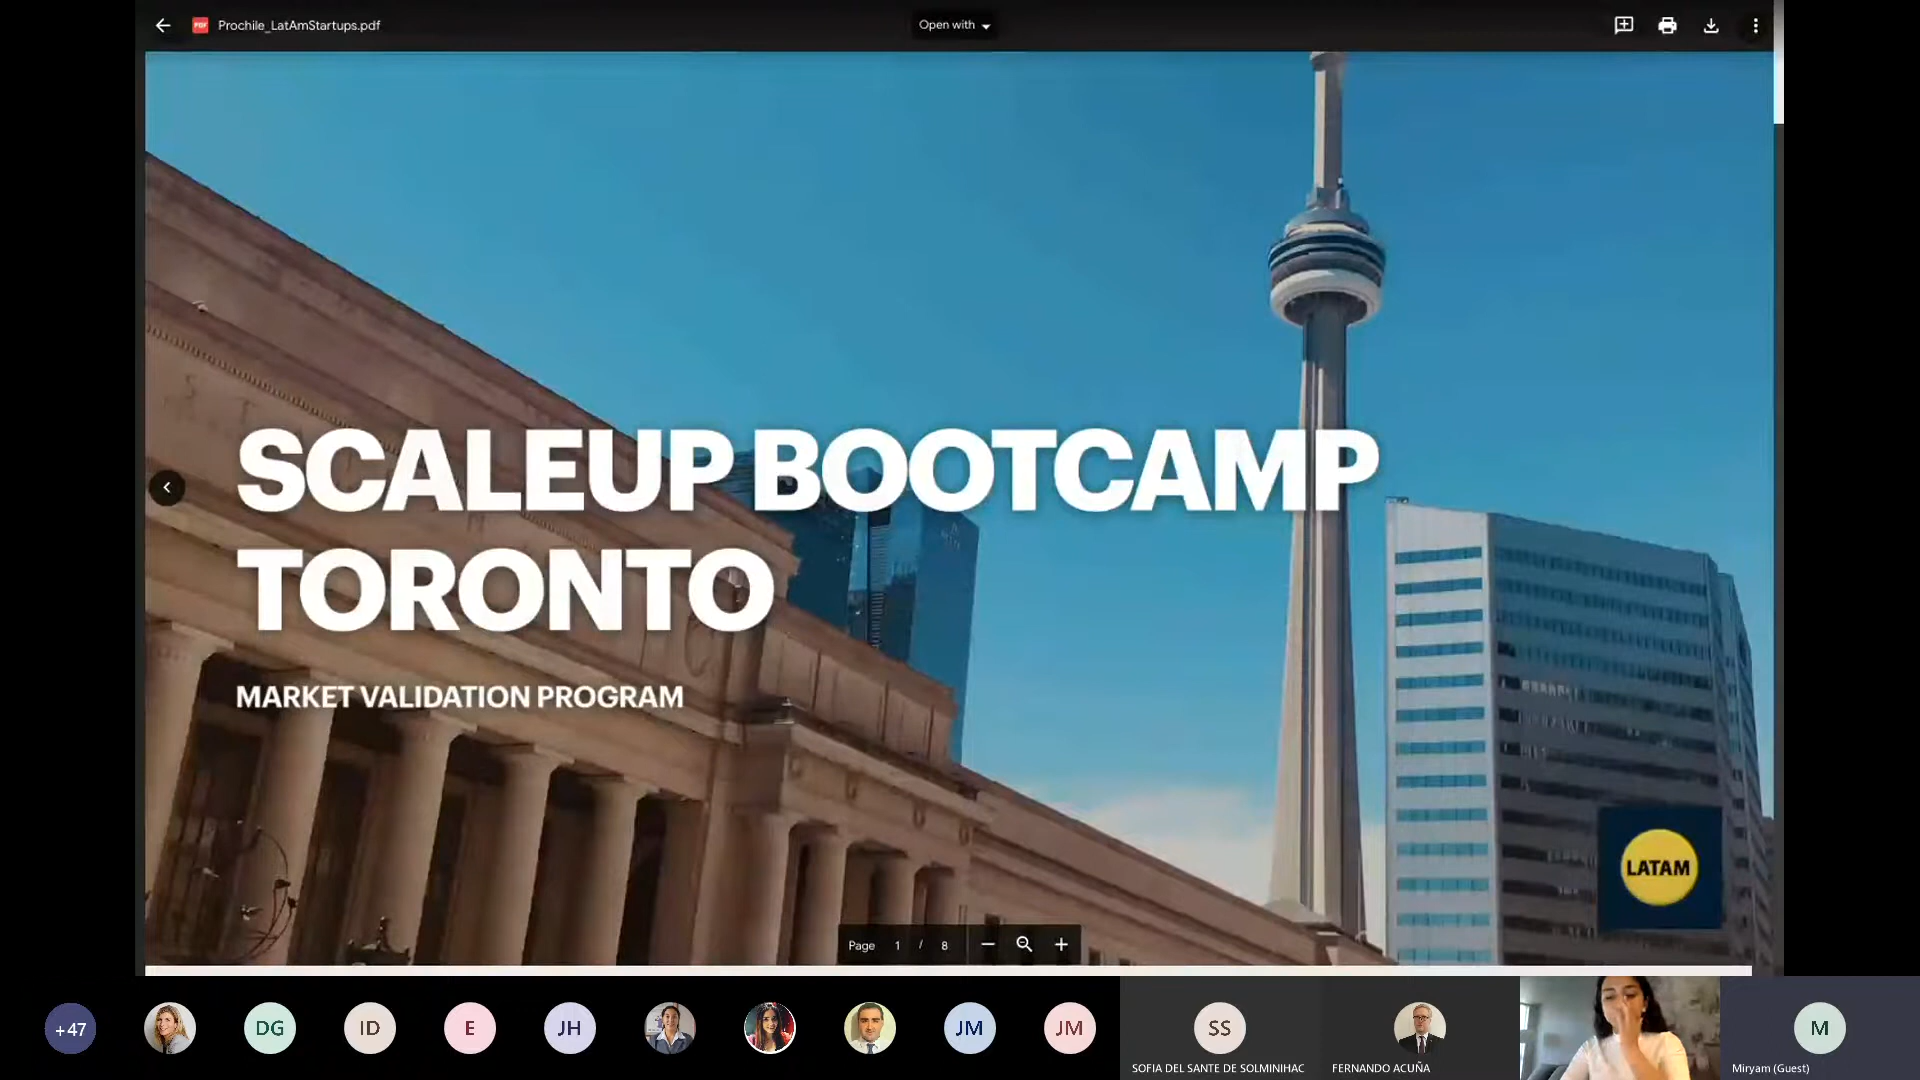 Prochile_LatAmStartups.pdf
Open with
SCALEUP BOOTCAMP
TORONTO
MARKET VALIDATION PROGRAM
LATAM
Page 1 / 8
+47
DG
ID
E
JH
JM
JM
SS
M
SOFIA DEL SANTE DE SOLMINIHAC
FERNANDO ACUÑA
Miryam (Guest)